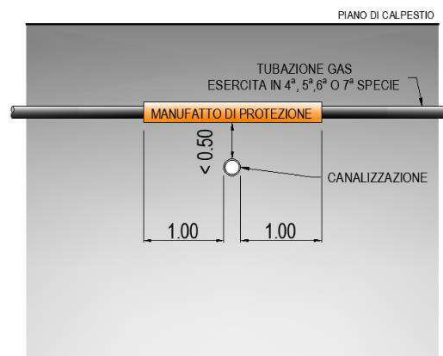 PIANO DI CALPESTIO
TUBAZIONE GAS
ESERCITA IN 4ª, 5ª,6ª O 7ª SPECIE
MANUFATTO DI PROTEZIONE
< 0.50
CANALIZZAZIONE
1.00
1.00